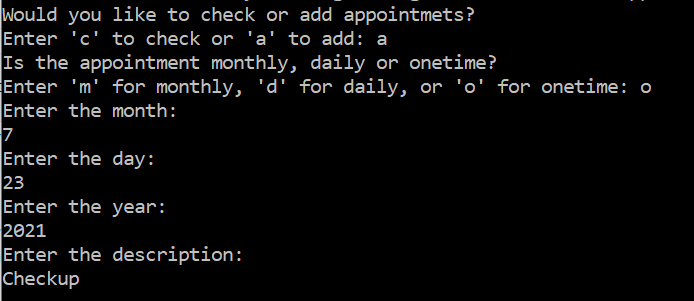 Would you like to check or add appointmets?
Enter 'c' to check or 'a' to add: a
Is the appointment monthly, daily or onetime?
Enter 'm' for monthly, 'd' for daily, or 'o' for onetime: o
Enter the month:
7
Enter the day:
23
Enter the year:
2021
Enter the description:
Checkup